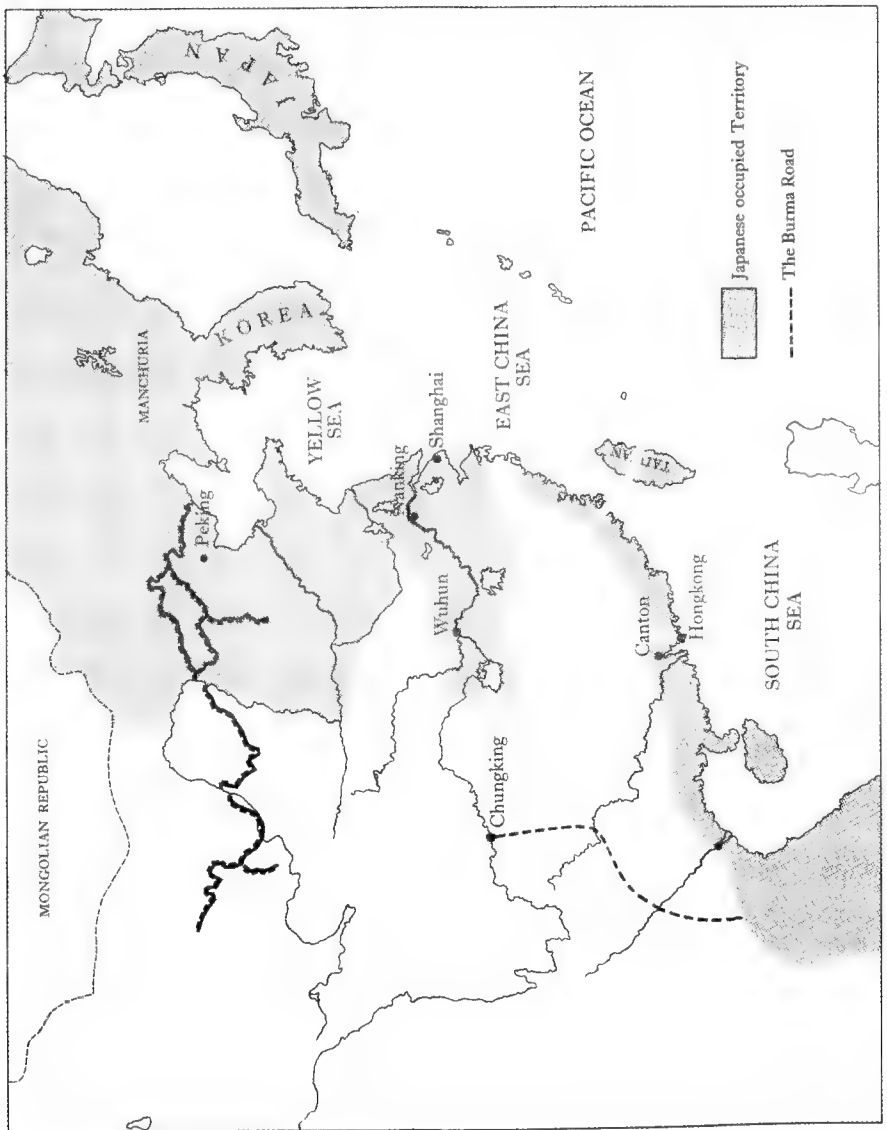 MONGOLIAN REPUBLIC
MANCHURIA
JAPAN
KOREA
Peking
YELLOW
SEA
Nanking
Shanghai
Wuhun
EAST CHINA
SEA
PACIFIC OCEAN
Chungking
Canton
Hongkong
SOUTH CHINA
SEA
Japanese occupied Territory
The Burma Road